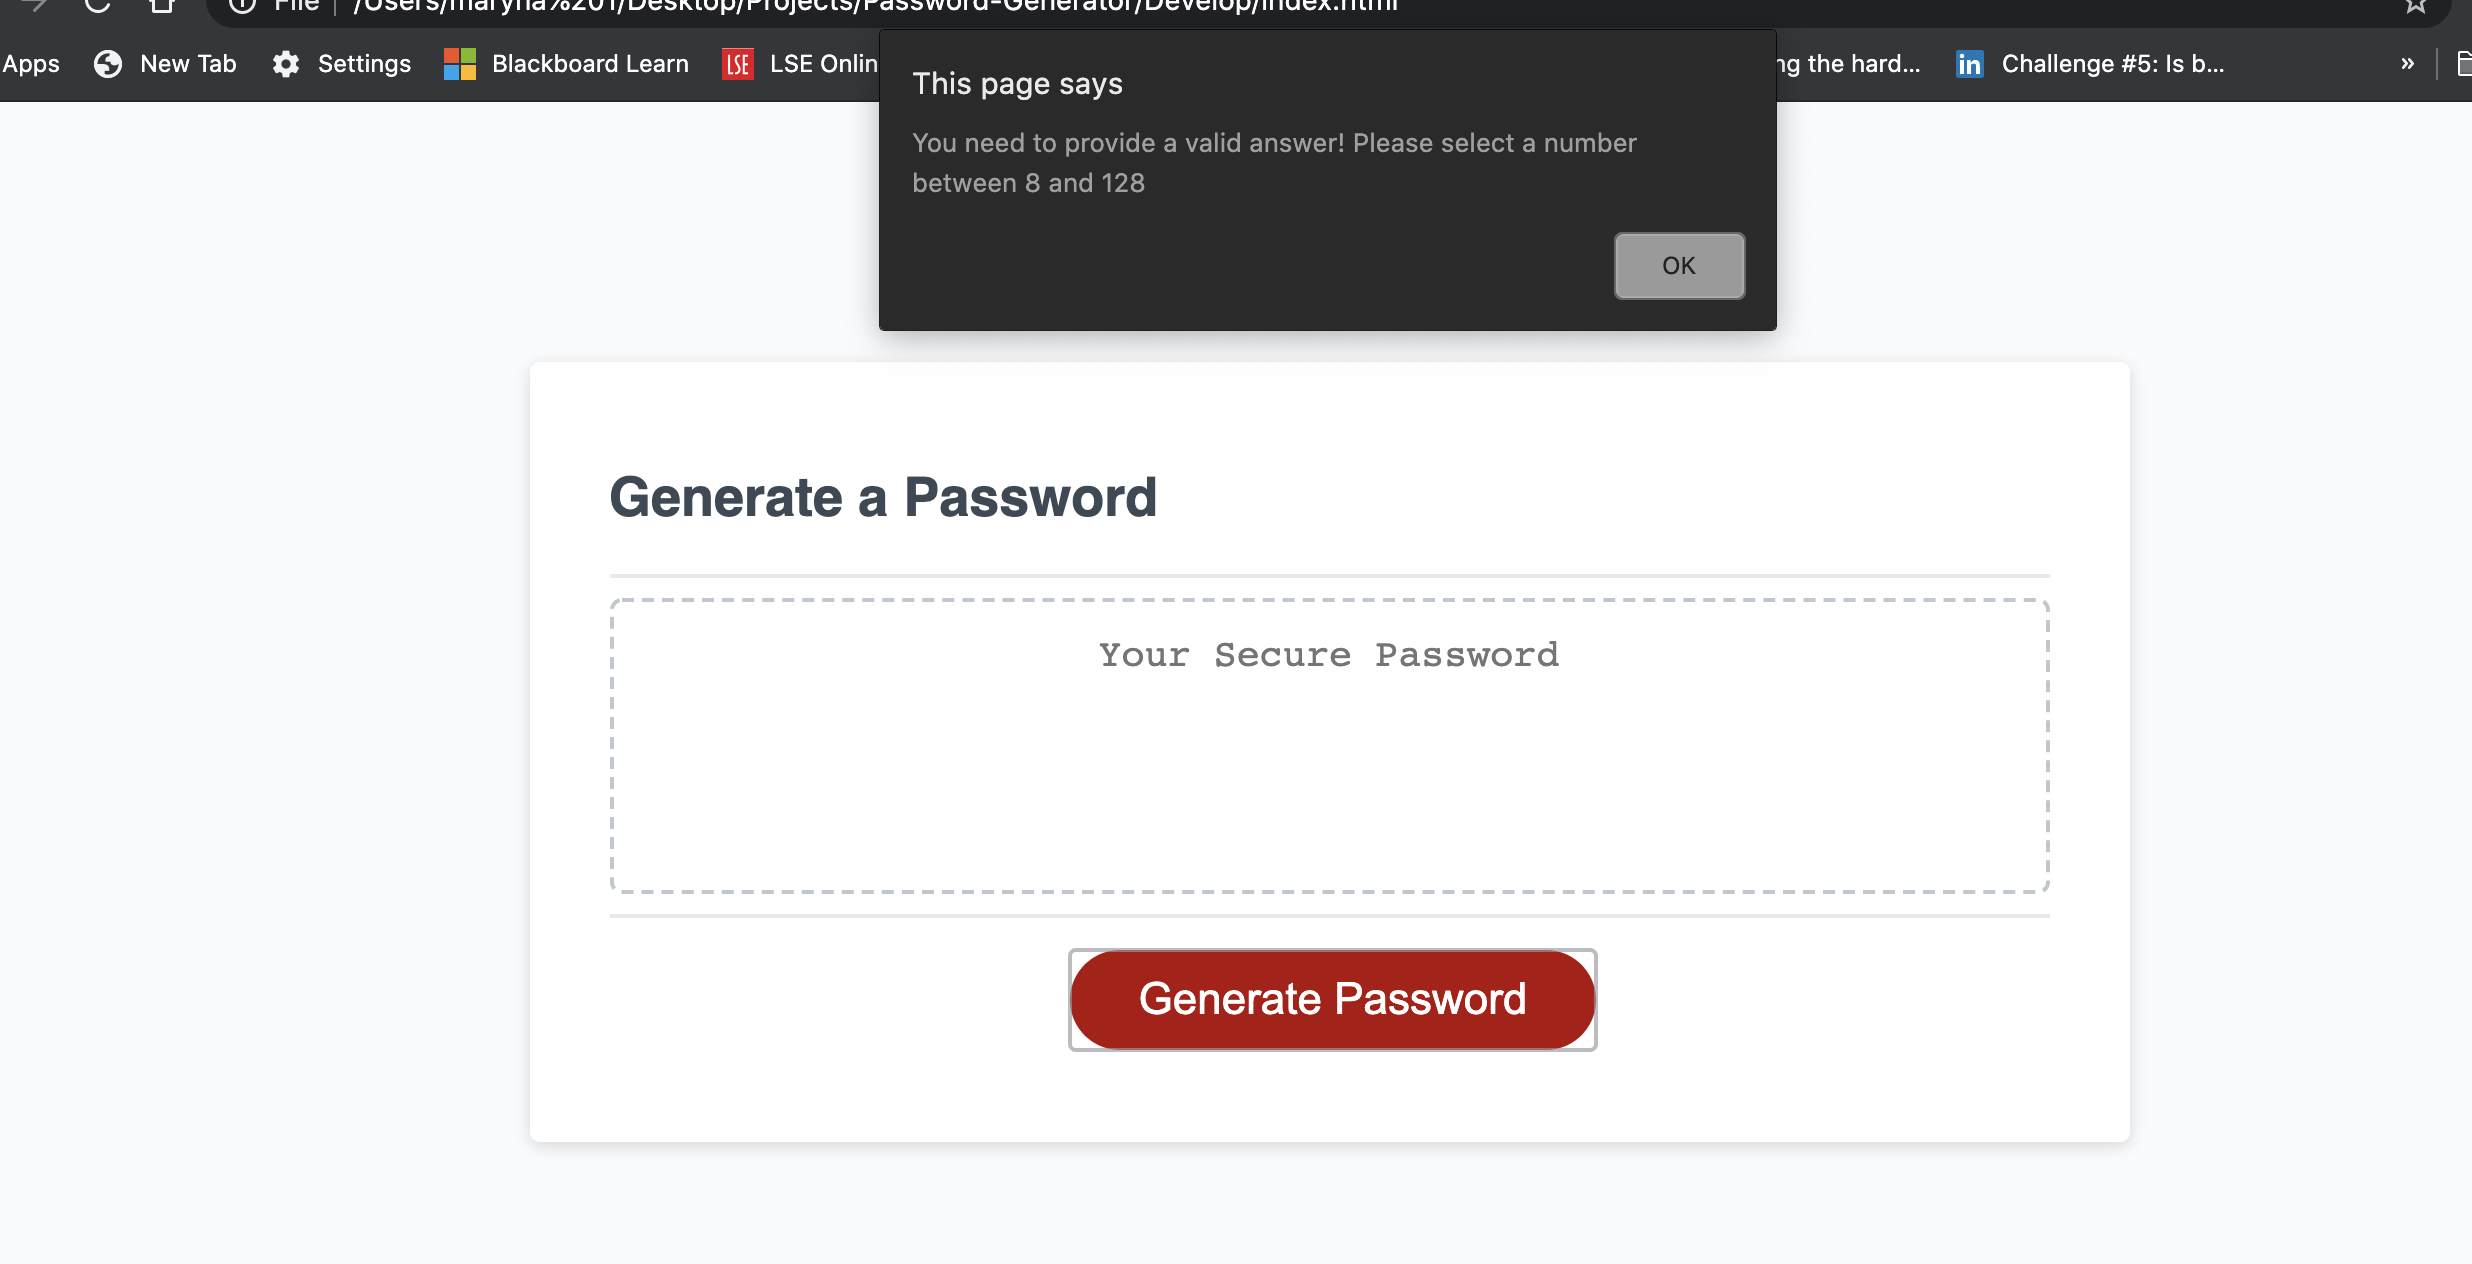 File /Users/maryna%201/Desktop/Projects/Password-Generator/Develop/index.html
Apps New Tab Settings Blackboard Learn LSE Onlin ng the hard... in Challenge #5: Is b... »
This page says
You need to provide a valid answer! Please select a number
between 8 and 128
OK
Generate a Password
Your Secure Password
Generate Password